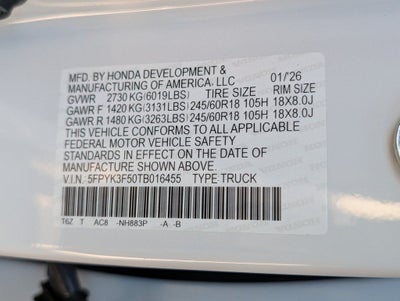 MFD. BY HONDA DEVELOPMENT &
MANUFACTURING OF AMERICA, LLC 01/'26
GVWR 2730 KG(6019LBS) TIRE SIZE RIM SIZE
GAWR F 1420 KG(3131LBS) 245/60R18 105H 18X8.0J
GAWR R 1480 KG(3263LBS) 245/60R18 105H 18X8.0J
THIS VEHICLE CONFORMS TO ALL APPLICABLE
FEDERAL MOTOR VEHICLE SAFETY
STANDARDS IN EFFECT ON THE DATE OF
MANUFACTURE SHOWN ABOVE.
V.I.N. 5FPYK3F50TB016455 TYPE:TRUCK
T6Z T AC8 -NH883P -A -B